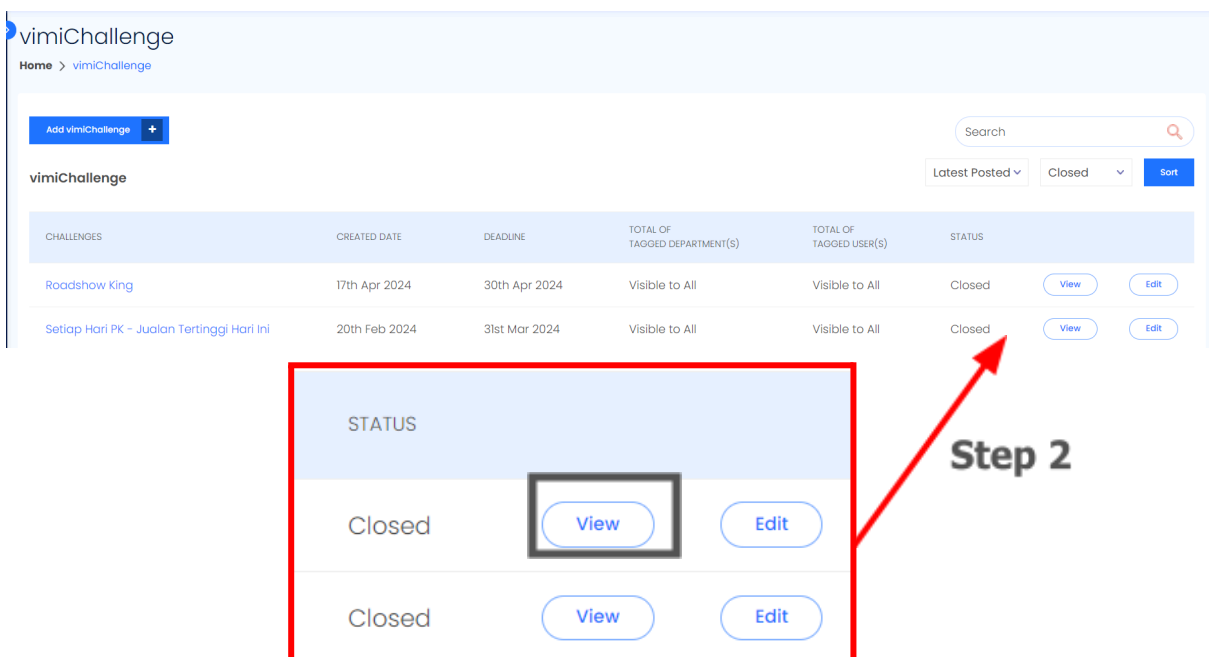 vimiChallenge
Home > vimiChallenge
Add vimiChallenge +
Search
vimiChallenge
Latest Posted
Closed
Sort
CHALLENGES CREATED DATE DEADLINE TOTAL OF TAGGED DEPARTMENT(S) TOTAL OF TAGGED USER(S) STATUS
Roadshow King 17th Apr 2024 30th Apr 2024 Visible to All Visible to All Closed View Edit
Setiap Hari PK - Jualan Tertinggi Hari Ini 20th Feb 2024 31st Mar 2024 Visible to All Visible to All Closed View Edit
STATUS
Step 2
Closed View Edit
Closed View Edit